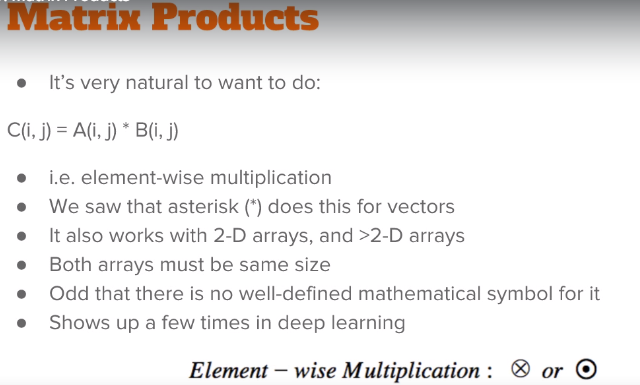 Matrix Products
• It's very natural to want to do:
C(i, j) = A(i, j) * B(i, j)
• i.e. element-wise multiplication
• We saw that asterisk (*) does this for vectors
• It also works with 2-D arrays, and >2-D arrays
• Both arrays must be same size
• Odd that there is no well-defined mathematical symbol for it
• Shows up a few times in deep learning
Element – wise Multiplication : ⊗ or ⊙